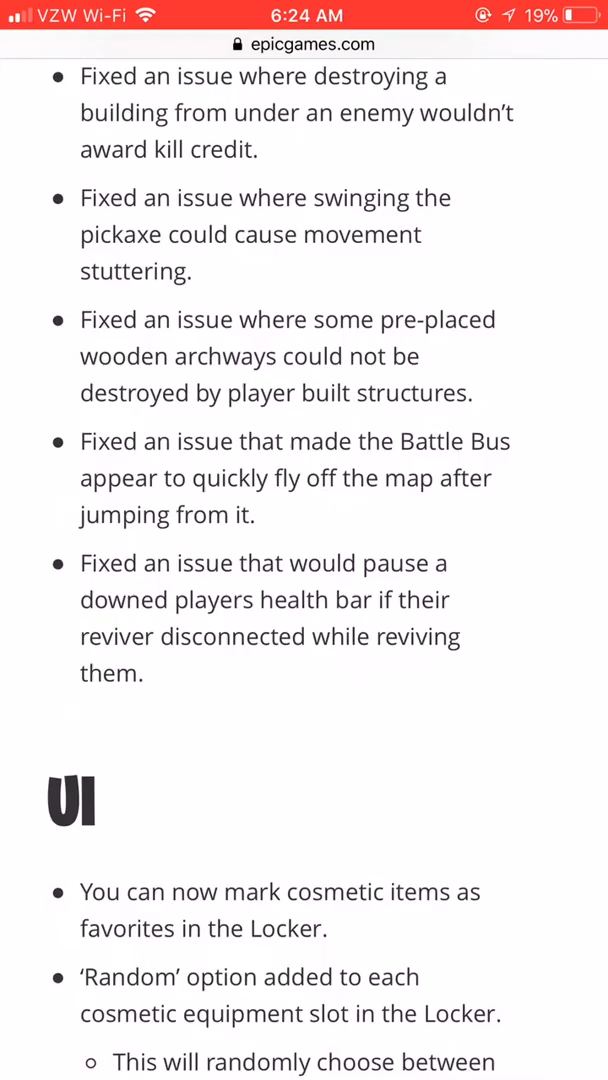 VZW Wi-Fi 6:24 AM 19%
epicgames.com
• Fixed an issue where destroying a
building from under an enemy wouldn’t
award kill credit.
• Fixed an issue where swinging the
pickaxe could cause movement
stuttering.
• Fixed an issue where some pre-placed
wooden archways could not be
destroyed by player built structures.
• Fixed an issue that made the Battle Bus
appear to quickly fly off the map after
jumping from it.
• Fixed an issue that would pause a
downed players health bar if their
reviver disconnected while reviving
them.
UI
• You can now mark cosmetic items as
favorites in the Locker.
• ‘Random’ option added to each
cosmetic equipment slot in the Locker.
○ This will randomly choose between